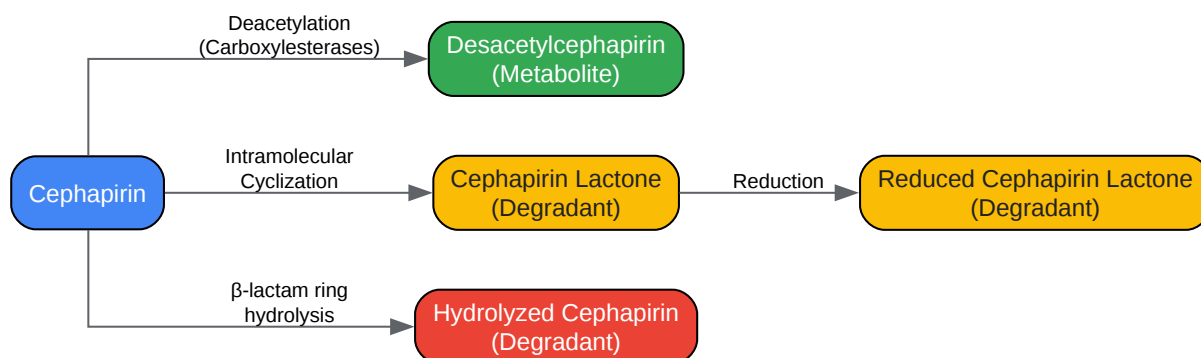 Deacetylation
(Carboxylesterases)
Desacetylcephapirin
(Metabolite)
Cephapirin
Intramolecular
Cyclization
Cephapirin Lactone
(Degradant)
Reduction
Reduced Cephapirin Lactone
(Degradant)
β-lactam ring
hydrolysis
Hydrolyzed Cephapirin
(Degradant)